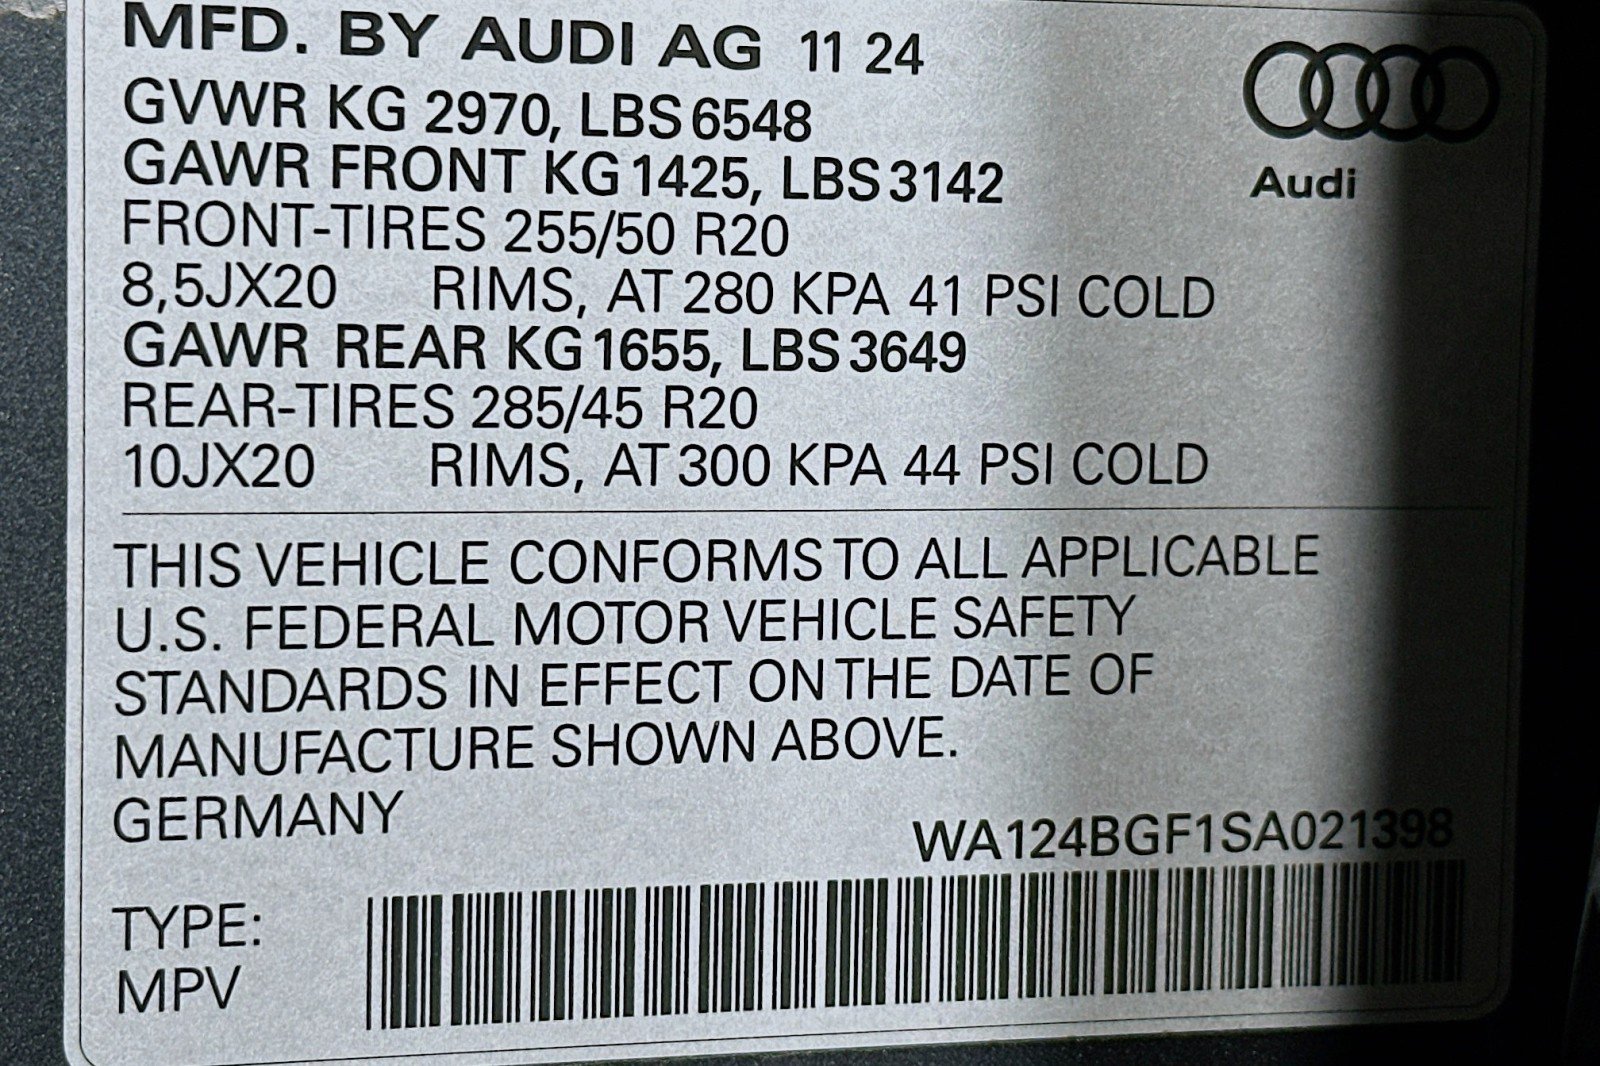 MFD. BY AUDI AG 11 24
GVWR KG 2970, LBS 6548
GAWR FRONT KG 1425, LBS 3142
FRONT-TIRES 255/50 R20
8,5JX20 RIMS, AT 280 KPA 41 PSI COLD
GAWR REAR KG 1655, LBS 3649
REAR-TIRES 285/45 R20
10JX20 RIMS, AT 300 KPA 44 PSI COLD
Audi
THIS VEHICLE CONFORMS TO ALL APPLICABLE
U.S. FEDERAL MOTOR VEHICLE SAFETY
STANDARDS IN EFFECT ON THE DATE OF
MANUFACTURE SHOWN ABOVE.
GERMANY
WA124BGF1SA021398
TYPE:
MPV